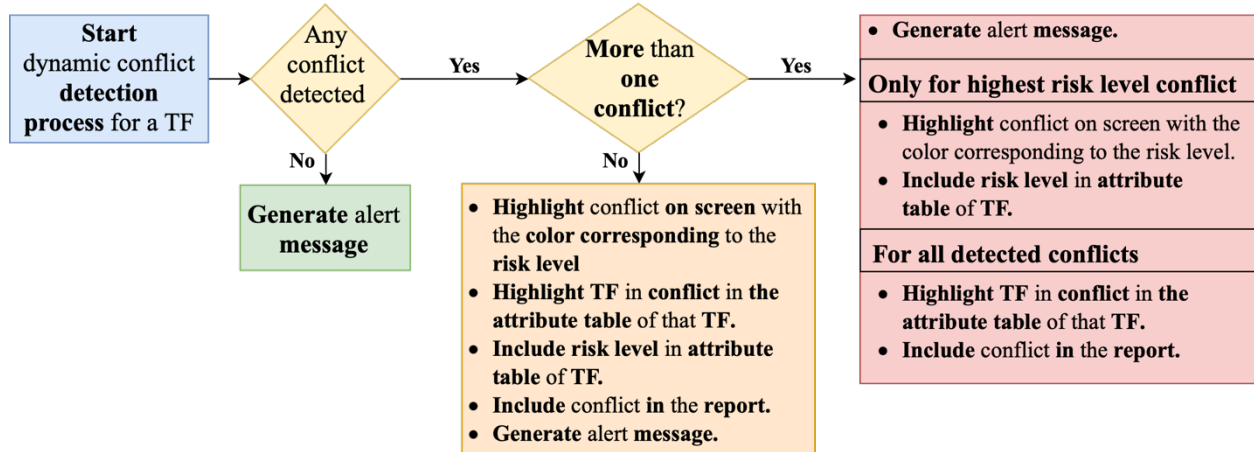 Start
dynamic conflict
detection
process for a TF
Any
conflict
detected
Yes
More than
one
conflict?
Yes
No
Generate alert
message
No
• Highlight conflict on screen with
the color corresponding to the
risk level
• Highlight TF in conflict in the
attribute table of that TF.
• Include risk level in attribute
table of TF.
• Include conflict in the report.
• Generate alert message.
• Generate alert message.
Only for highest risk level conflict
• Highlight conflict on screen with the
color corresponding to the risk level.
• Include risk level in attribute
table of TF.
For all detected conflicts
• Highlight TF in conflict in the
attribute table of that TF.
• Include conflict in the report.